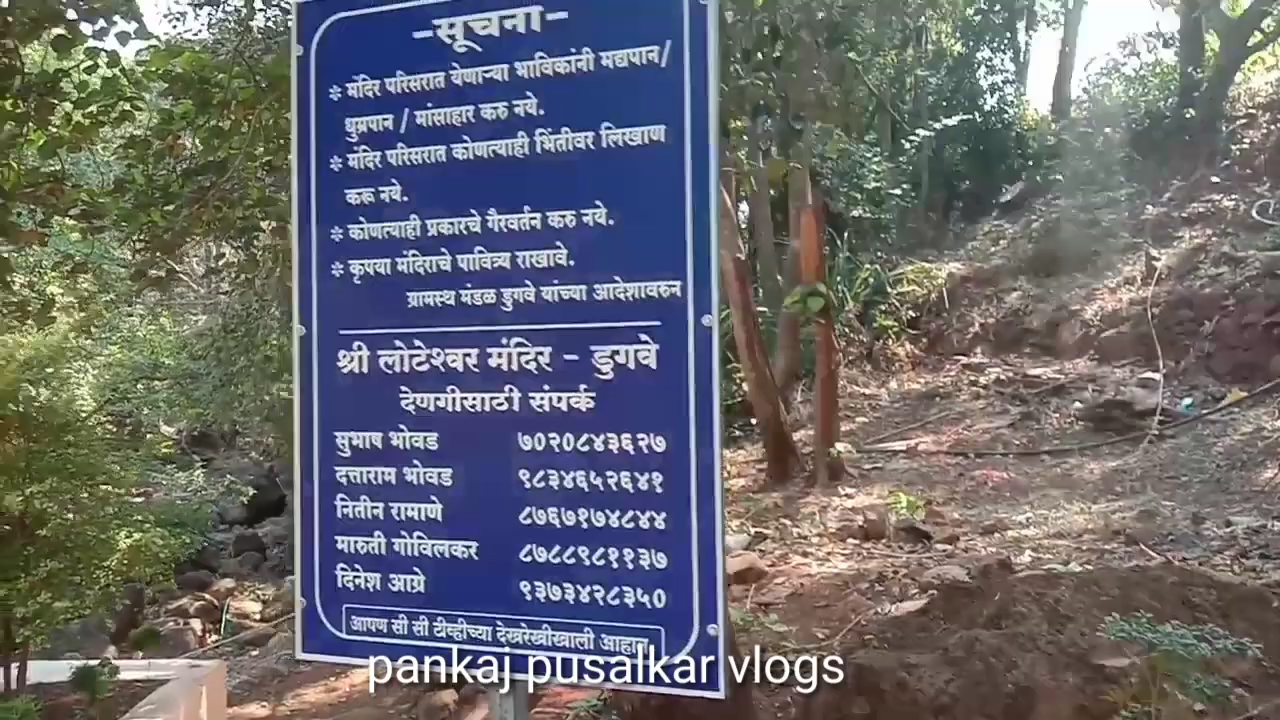 -सूचना-
* मंदिर परिसरात येणाऱ्या भाविकांनी मद्यपान/
धुम्रपान / मांसाहार करु नये.
* मंदिर परिसरात कोणत्याही भिंतीवर लिखाण
करू नये.
* कोणत्याही प्रकारचे गैरवर्तन करु नये.
* कृपया मंदिराचे पावित्र्य राखावे.
ग्रामस्थ मंडळ डुगवे यांच्या आदेशावरुन
श्री लोटेश्वर मंदिर - डुगवे
देणगीसाठी संपर्क
सुभाष भोवड ७०२०८४३६२७
दत्ताराम भोवड ९८३४६५२६४१
नितीन रामाणे ८७६७१७४८४४
मारुती गोविलकर ८७८८९८११३७
दिनेश आग्रे ९३७३४२८३५०
आपण सी सी टीव्हीच्या देखरेखीखाली आहात
pankaj pusalkar vlogs